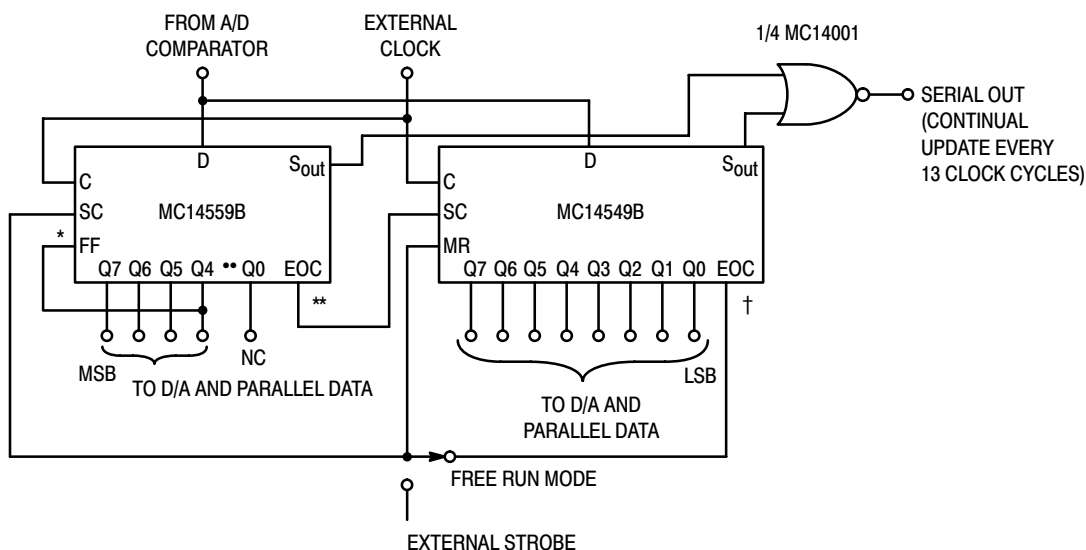 FROM A/D
COMPARATOR
EXTERNAL
CLOCK
1/4 MC14001
SERIAL OUT
(CONTINUAL
UPDATE EVERY
13 CLOCK CYCLES)
D
Sout
C
SC
* FF
MC14559B
Q7 Q6 Q5 Q4 •• Q0 EOC
**
D
Sout
C
SC
MR
MC14549B
Q7 Q6 Q5 Q4 Q3 Q2 Q1 Q0 EOC
†
MSB
NC
TO D/A AND PARALLEL DATA
LSB
TO D/A AND
PARALLEL DATA
FREE RUN MODE
EXTERNAL STROBE